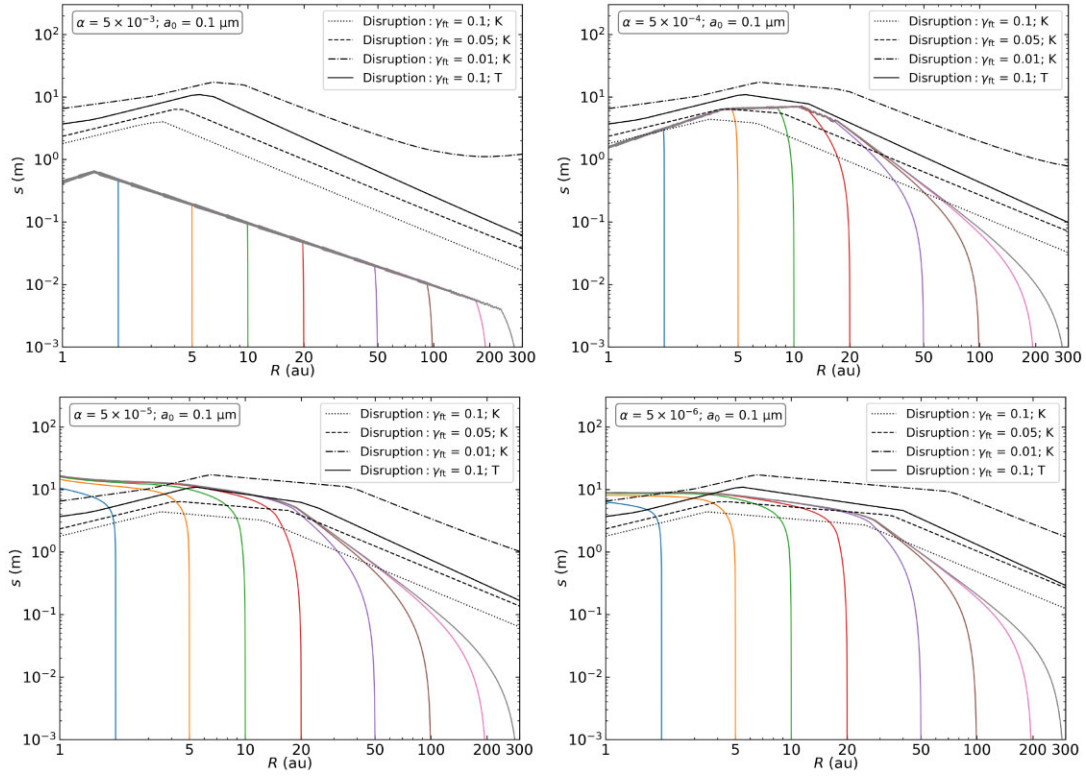 α = 5 × 10⁻³; a₀ = 0.1 μm
Disruption : γft = 0.1; K
Disruption : γft = 0.05; K
Disruption : γft = 0.01; K
Disruption : γft = 0.1; T
10²
10¹
10⁰
10⁻¹
10⁻²
10⁻³
s (m)
1 5 10 20 50 100 200 300
R (au)
α = 5 × 10⁻⁴; a₀ = 0.1 μm
Disruption : γft = 0.1; K
Disruption : γft = 0.05; K
Disruption : γft = 0.01; K
Disruption : γft = 0.1; T
10²
10¹
10⁰
10⁻¹
10⁻²
10⁻³
s (m)
1 5 10 20 50 100 200 300
R (au)
α = 5 × 10⁻⁵; a₀ = 0.1 μm
Disruption : γft = 0.1; K
Disruption : γft = 0.05; K
Disruption : γft = 0.01; K
Disruption : γft = 0.1; T
10²
10¹
10⁰
10⁻¹
10⁻²
10⁻³
s (m)
1 5 10 20 50 100 200 300
R (au)
α = 5 × 10⁻⁶; a₀ = 0.1 μm
Disruption : γft = 0.1; K
Disruption : γft = 0.05; K
Disruption : γft = 0.01; K
Disruption : γft = 0.1; T
10²
10¹
10⁰
10⁻¹
10⁻²
10⁻³
s (m)
1 5 10 20 50 100 200 300
R (au)